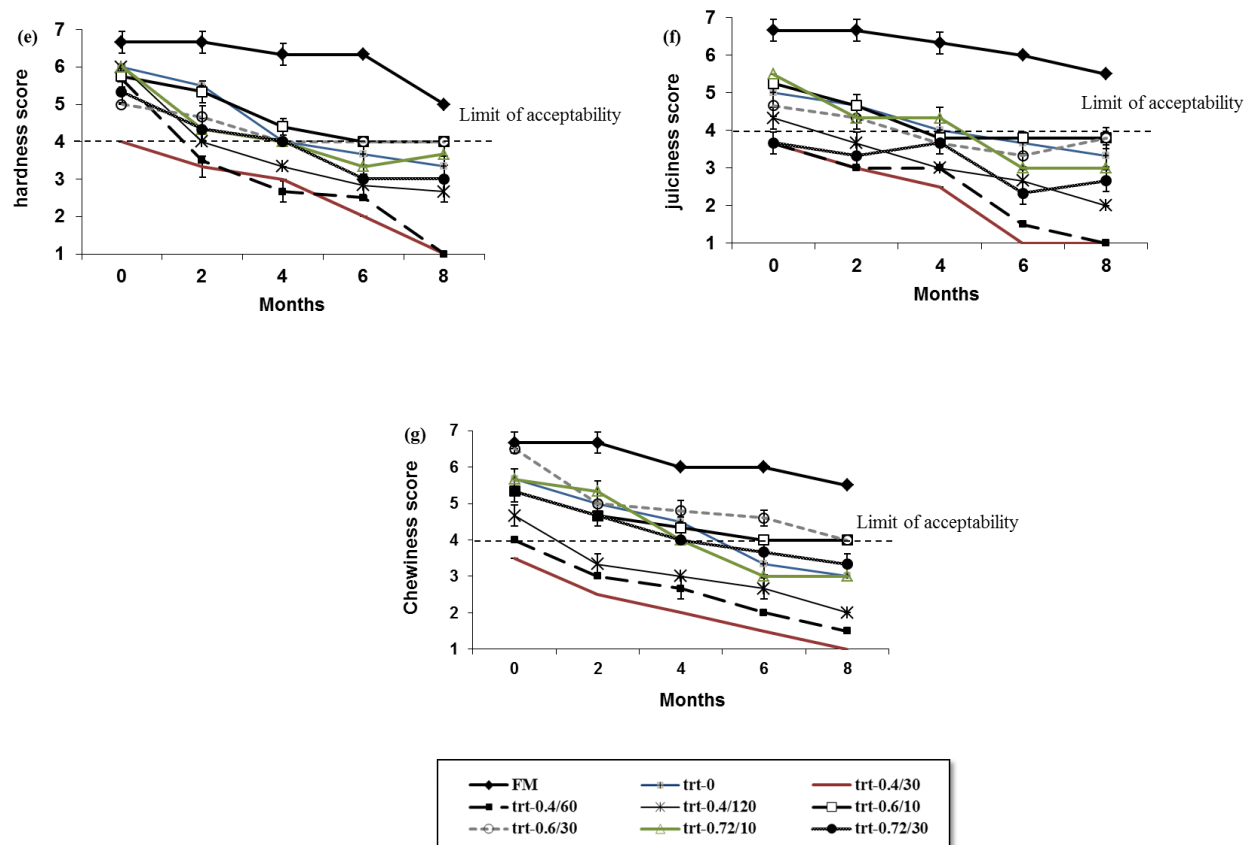 (e)
hardness score
7
6
5
4
3
2
1
Limit of acceptability
0 2 4 6 8
Months
(f)
juiciness score
7
6
5
4
3
2
1
Limit of acceptability
0 2 4 6 8
Months
(g)
Chewiness score
7
6
5
4
3
2
1
Limit of acceptability
0 2 4 6 8
Months
FM trt-0 trt-0.4/30
trt-0.4/60 trt-0.4/120 trt-0.6/10
trt-0.6/30 trt-0.72/10 trt-0.72/30